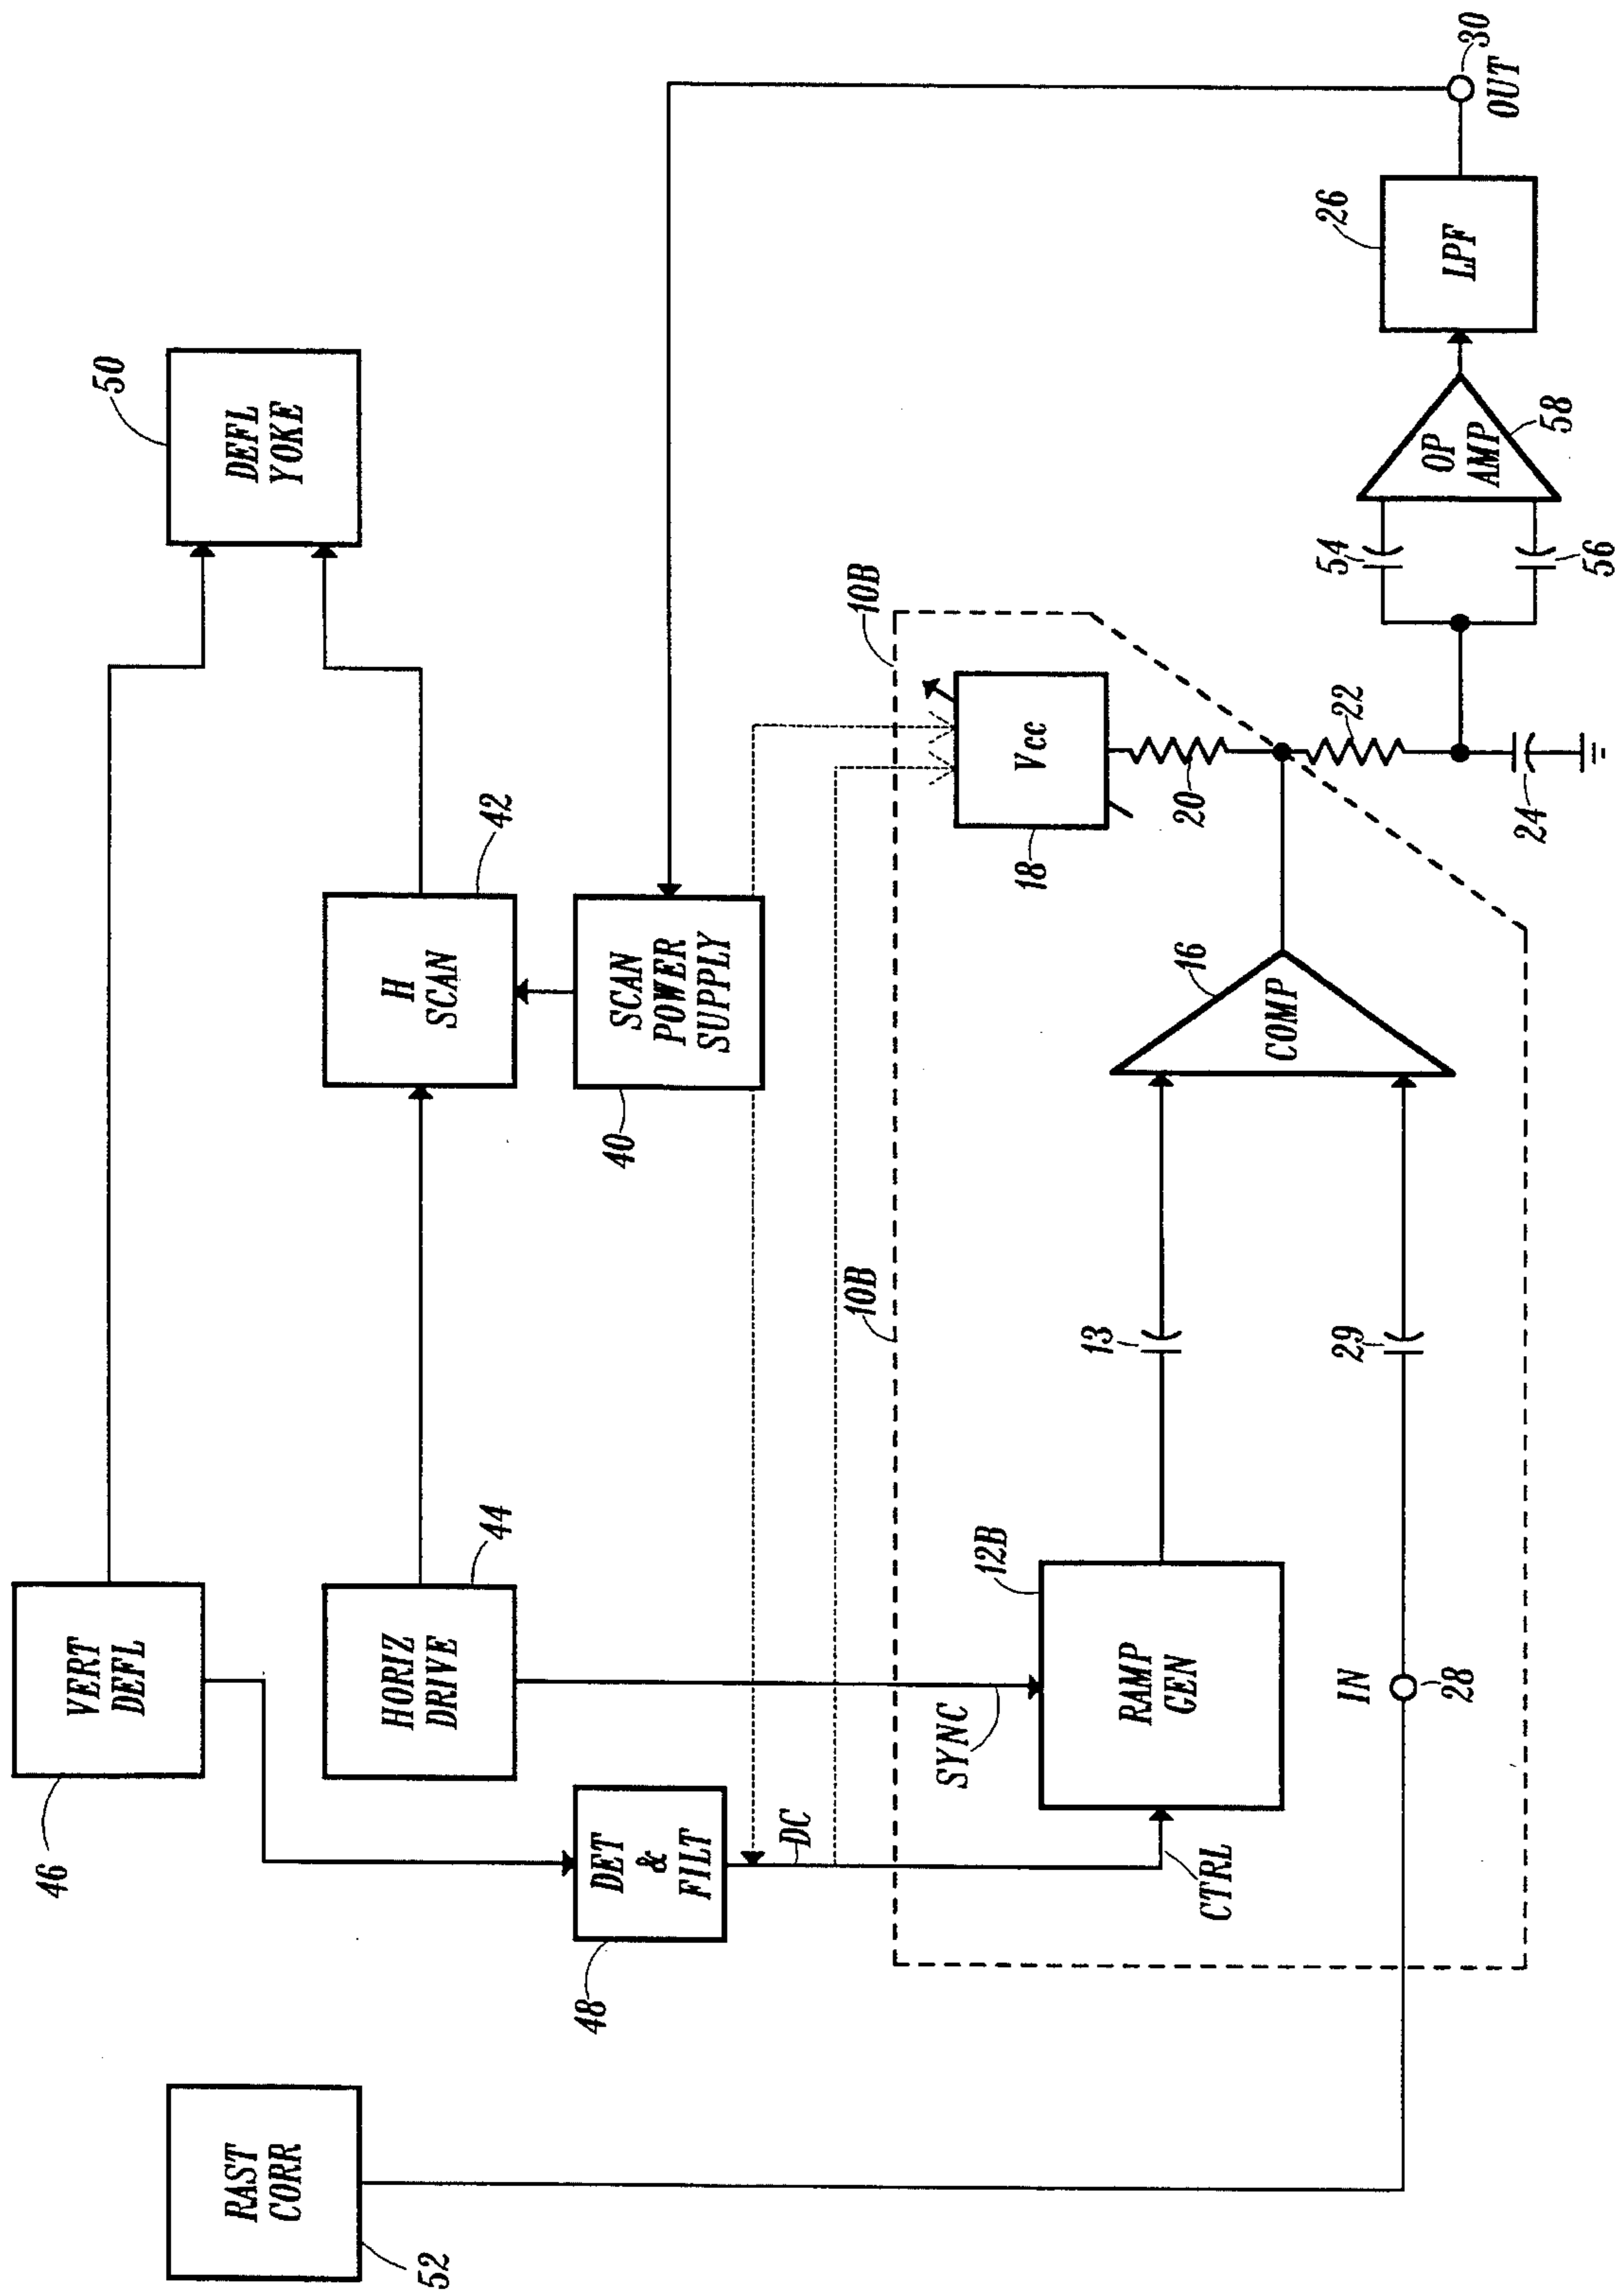 RAST
CORR
52
VERT
DEFL
46
HORIZ
DRIVE
44
DET
&
FILT
48
DC
SYNC
CTRL
RAMP
GEN
12B
IN
28
13
29
10B
10B
COMP
16
H
SCAN
42
SCAN
POWER
SUPPLY
40
DEFL
YOKE
50
Vcc
18
20
22
24
54
56
OP
AMP
58
LPF
26
30
OUT